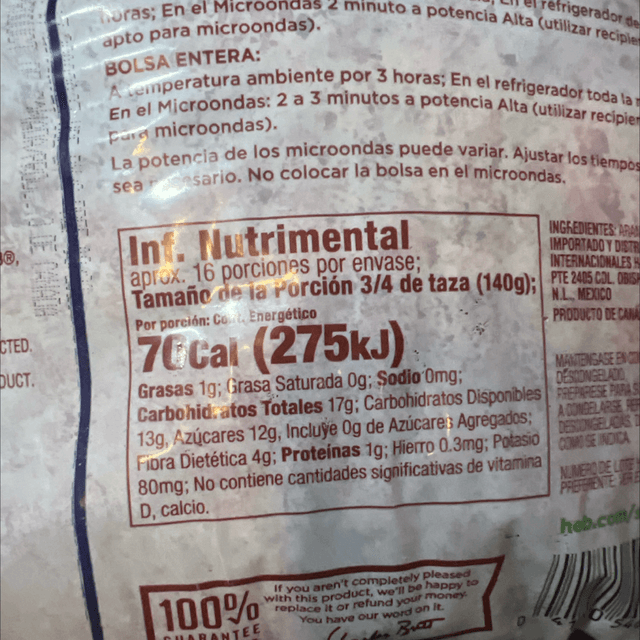 horas; En el Microondas 2 minuto a potencia Alta (utilizar
apto para microondas).
BOLSA ENTERA:
A temperatura ambiente por 3 horas; En el refrigerador toda la
En el Microondas: 2 a 3 minutos a potencia Alta (utilizar
para microondas).
La potencia de los microondas puede variar. Ajustar los tiempos
sea necesario. No colocar la bolsa en el microondas.
Inf. Nutrimental
aprox. 16 porciones por envase;
Tamaño de la Porción 3/4 de taza (140g);
Por porción: Energético
70Cal (275kJ)
Grasas 1g; Grasa Saturada 0g; Sodio 0mg;
Carbohidratos Totales 17g; Carbohidratos Disponibles
13g, Azúcares 12g, Incluye 0g de Azúcares Agregados;
Fibra Dietética 4g; Proteínas 1g; Hierro 0.3mg; Potasio
80mg; No contiene cantidades significativas de vitamina
D, calcio.
INGREDIENTES:
IMPORTADO Y
INTERNACIONALES
PTE 2405 COL.
N.L., MEXICO
PRODUCTO DE
MANTENGASE EN
DESCONGELADO,
PREPARESE PARA
A CONGELARSE.
DESCONGELADO,
COMO SE INDICA.
NUMERO DE LOTE
heb.com/
100%
GUARANTEE
If you aren't completely pleased
with this product, we'll be happy to
replace it or refund your money.
You have our word on it.